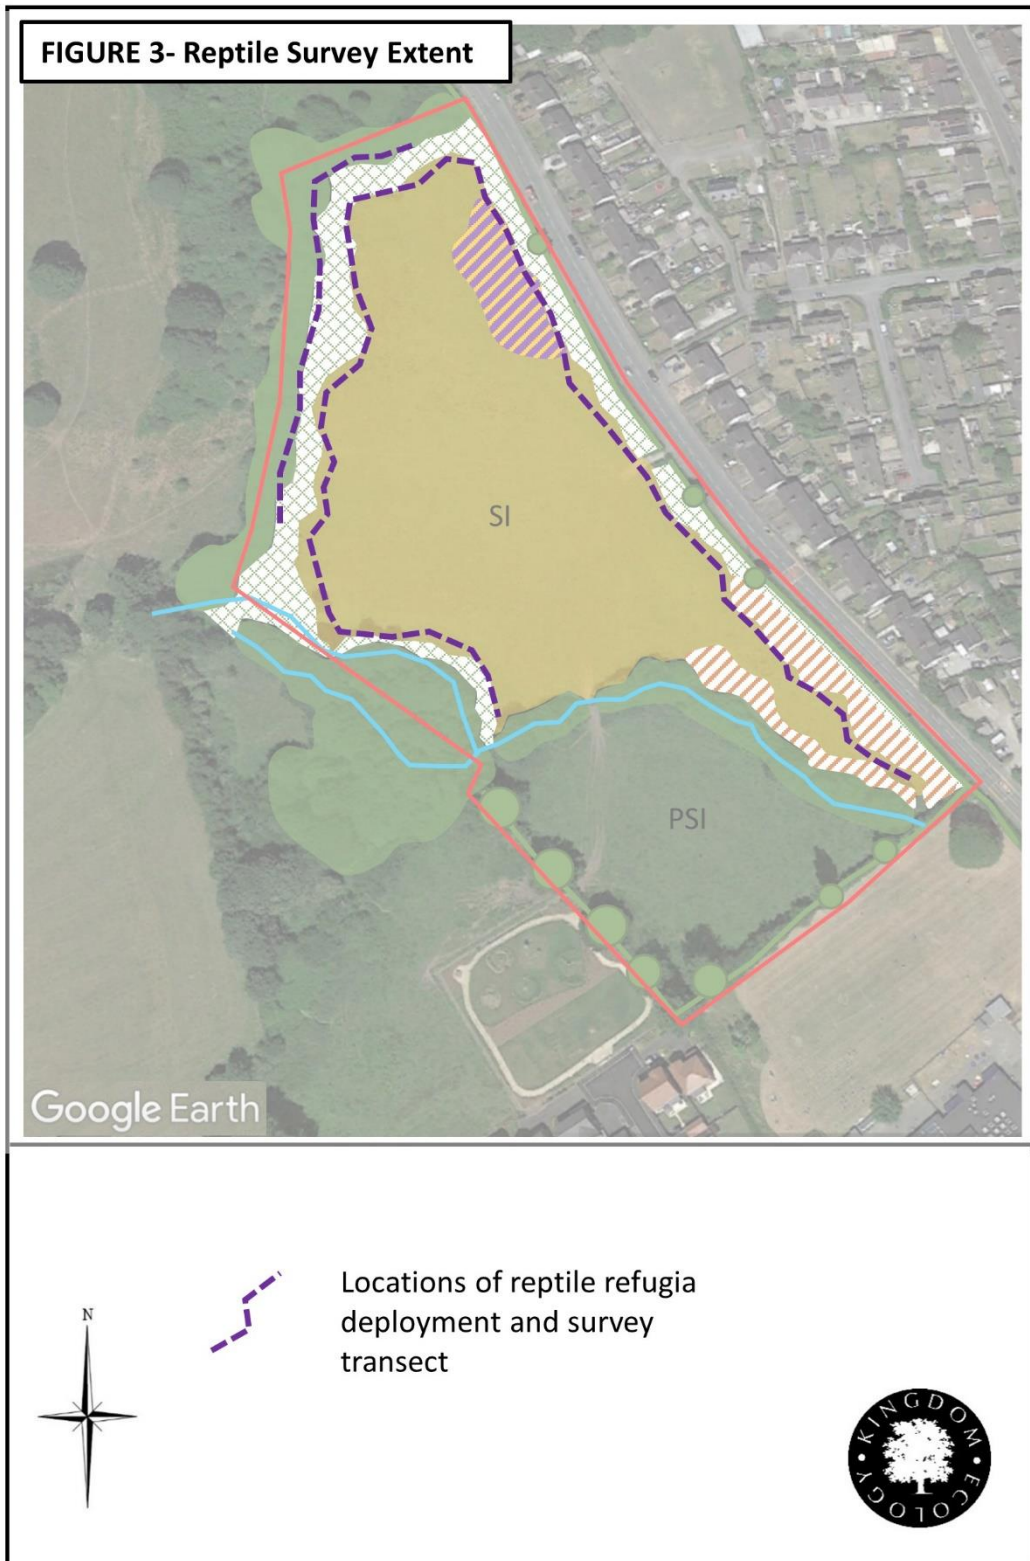 FIGURE 3- Reptile Survey Extent
SI
PSI
Google Earth
Locations of reptile refugia
deployment and survey
transect
N
KINGDOM
ECOLOGY